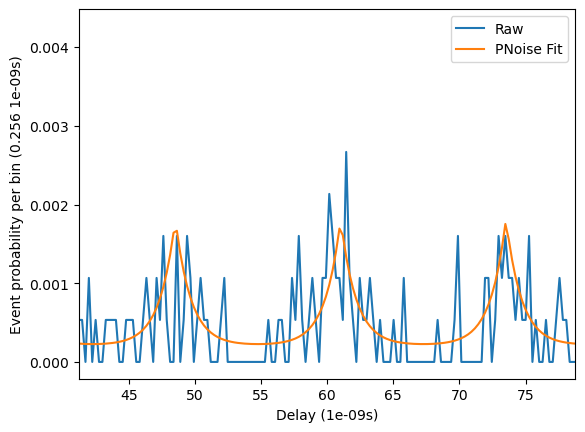 Raw
PNoise Fit
Event probability per bin (0.256 1e-09s)
0.004
0.003
0.002
0.001
0.000
45 50 55 60 65 70 75
Delay (1e-09s)